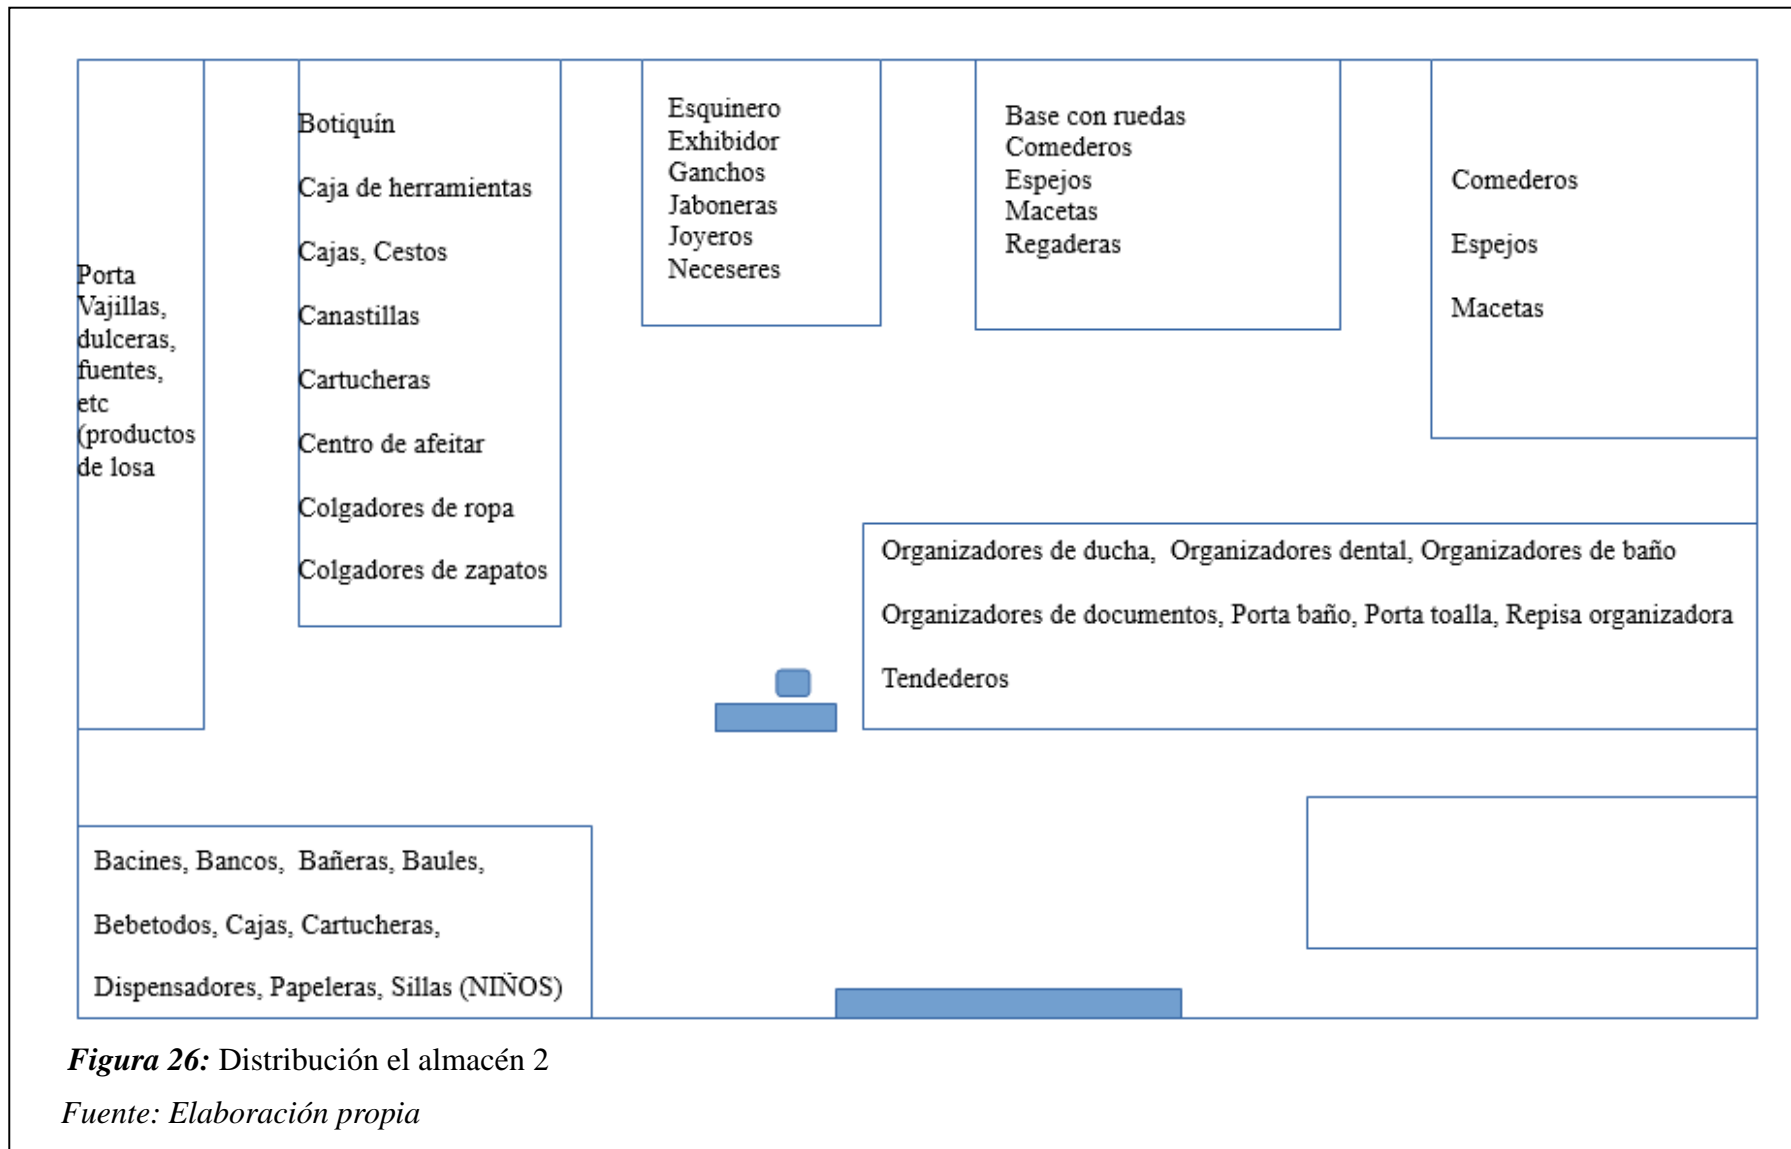 Porta
Vajillas,
dulceras,
fuentes,
etc
(productos
de losa
Botiquín
Caja de herramientas
Cajas, Cestos
Canastillas
Cartucheras
Centro de afeitar
Colgadores de ropa
Colgadores de zapatos
Esquinero
Exhibidor
Ganchos
Jaboneras
Joyeros
Neceseres
Base con ruedas
Comederos
Espejos
Macetas
Regaderas
Comederos
Espejos
Macetas
Organizadores de ducha, Organizadores dental, Organizadores de baño
Organizadores de documentos, Porta baño, Porta toalla, Repisa organizadora
Tendederos
Bacines, Bancos, Bañeras, Baules,
Bebetodos, Cajas, Cartucheras,
Dispensadores, Papeleras, Sillas (NIÑOS)
Figura 26: Distribución el almacén 2
Fuente: Elaboración propia